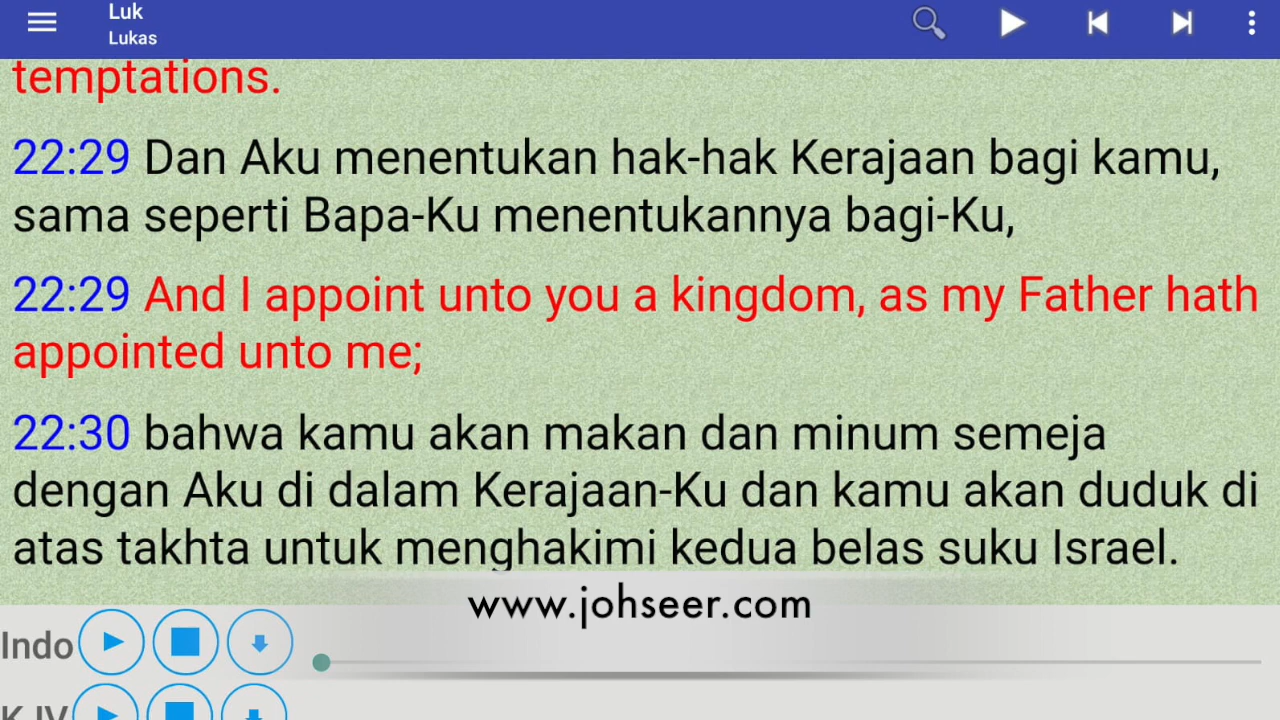 Luk
Lukas
temptations.
22:29 Dan Aku menentukan hak-hak Kerajaan bagi kamu,
sama seperti Bapa-Ku menentukannya bagi-Ku,
22:29 And I appoint unto you a kingdom, as my Father hath
appointed unto me;
22:30 bahwa kamu akan makan dan minum semeja
dengan Aku di dalam Kerajaan-Ku dan kamu akan duduk di
atas takhta untuk menghakimi kedua belas suku Israel.
www.johseer.com
Indo
KJV